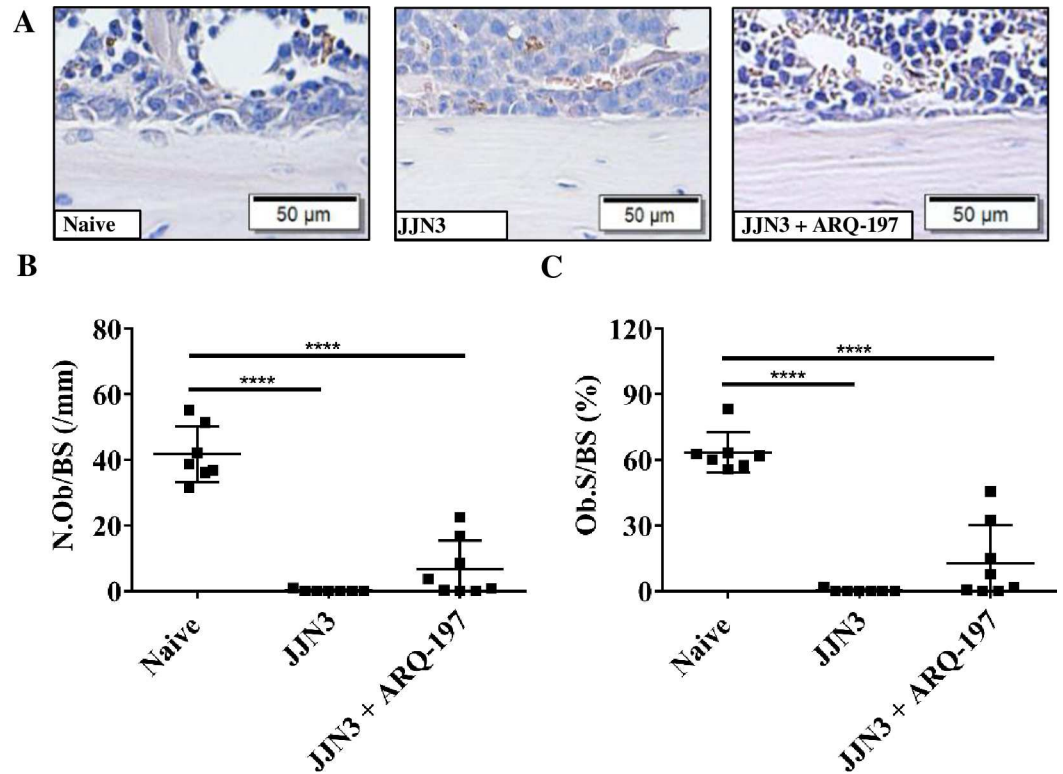 A
50 µm
Naive
50 µm
JJN3
50 µm
JJN3 + ARQ-197
B
C
80
60
40
20
0
N.Ob/BS (/mm)
****
****
Naive
JJN3
JJN3 + ARQ-197
120
90
60
30
0
Ob.S/BS (%)
****
****
Naive
JJN3
JJN3 + ARQ-197